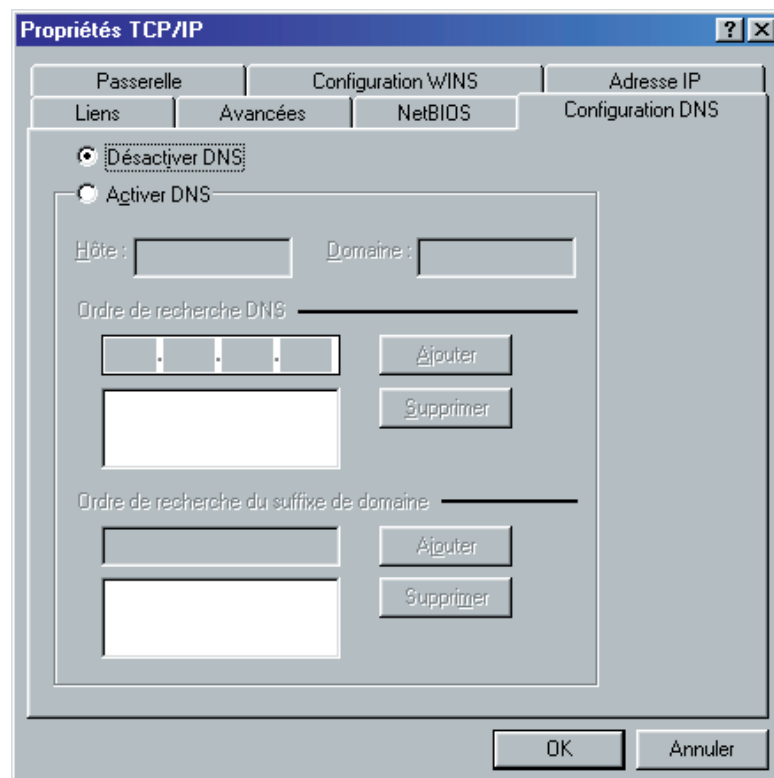 Propriétés TCP/IP
Passerelle Configuration WINS Adresse IP
Liens Avancées NetBIOS Configuration DNS
Désactiver DNS
Activer DNS
Hôte : Domaine :
Ordre de recherche DNS
. . .
Ajouter
Supprimer
Ordre de recherche du suffixe de domaine
Ajouter
Supprimer
OK Annuler